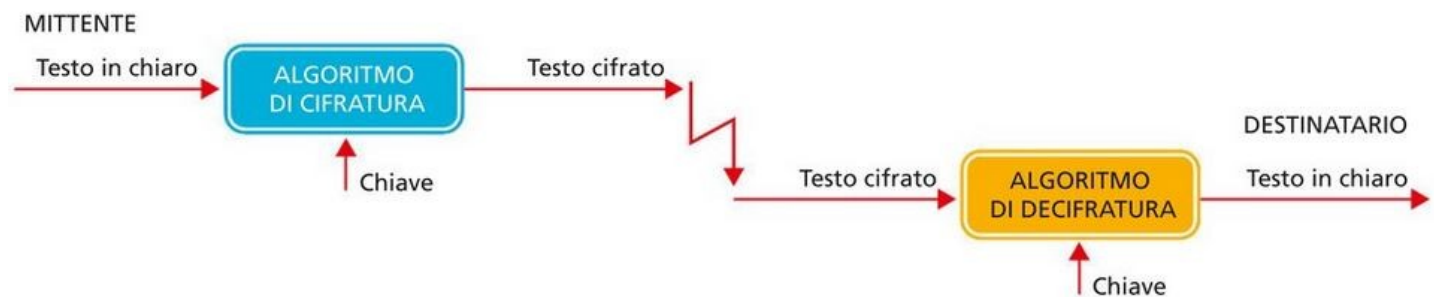 MITTENTE
Testo in chiaro
ALGORITMO
DI CIFRATURA
Chiave
Testo cifrato
Testo cifrato
ALGORITMO
DI DECIFRATURA
Chiave
DESTINATARIO
Testo in chiaro